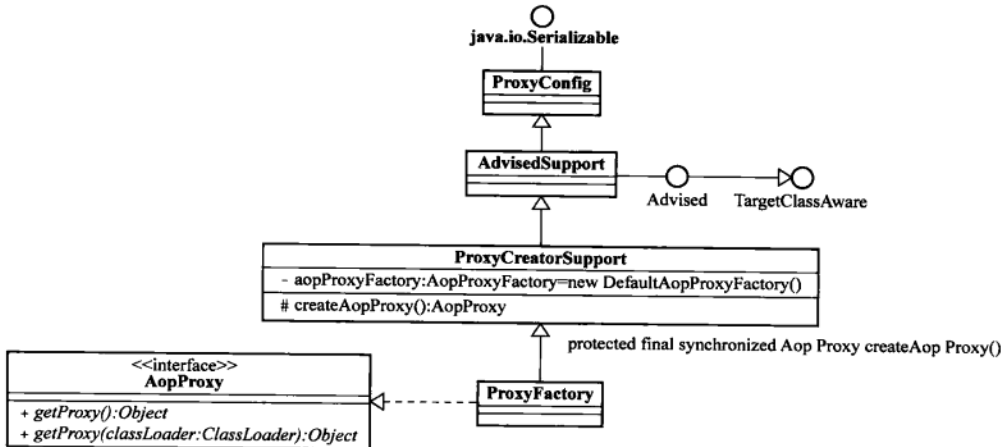 java.io.Serializable
ProxyConfig
AdvisedSupport
Advised
TargetClassAware
ProxyCreatorSupport
- aopProxyFactory:AopProxyFactory=new DefaultAopProxyFactory()
# createAopProxy():AopProxy
protected final synchronized Aop Proxy createAop Proxy()
<<interface>>
AopProxy
+ getProxy():Object
+ getProxy(classLoader:ClassLoader):Object
ProxyFactory